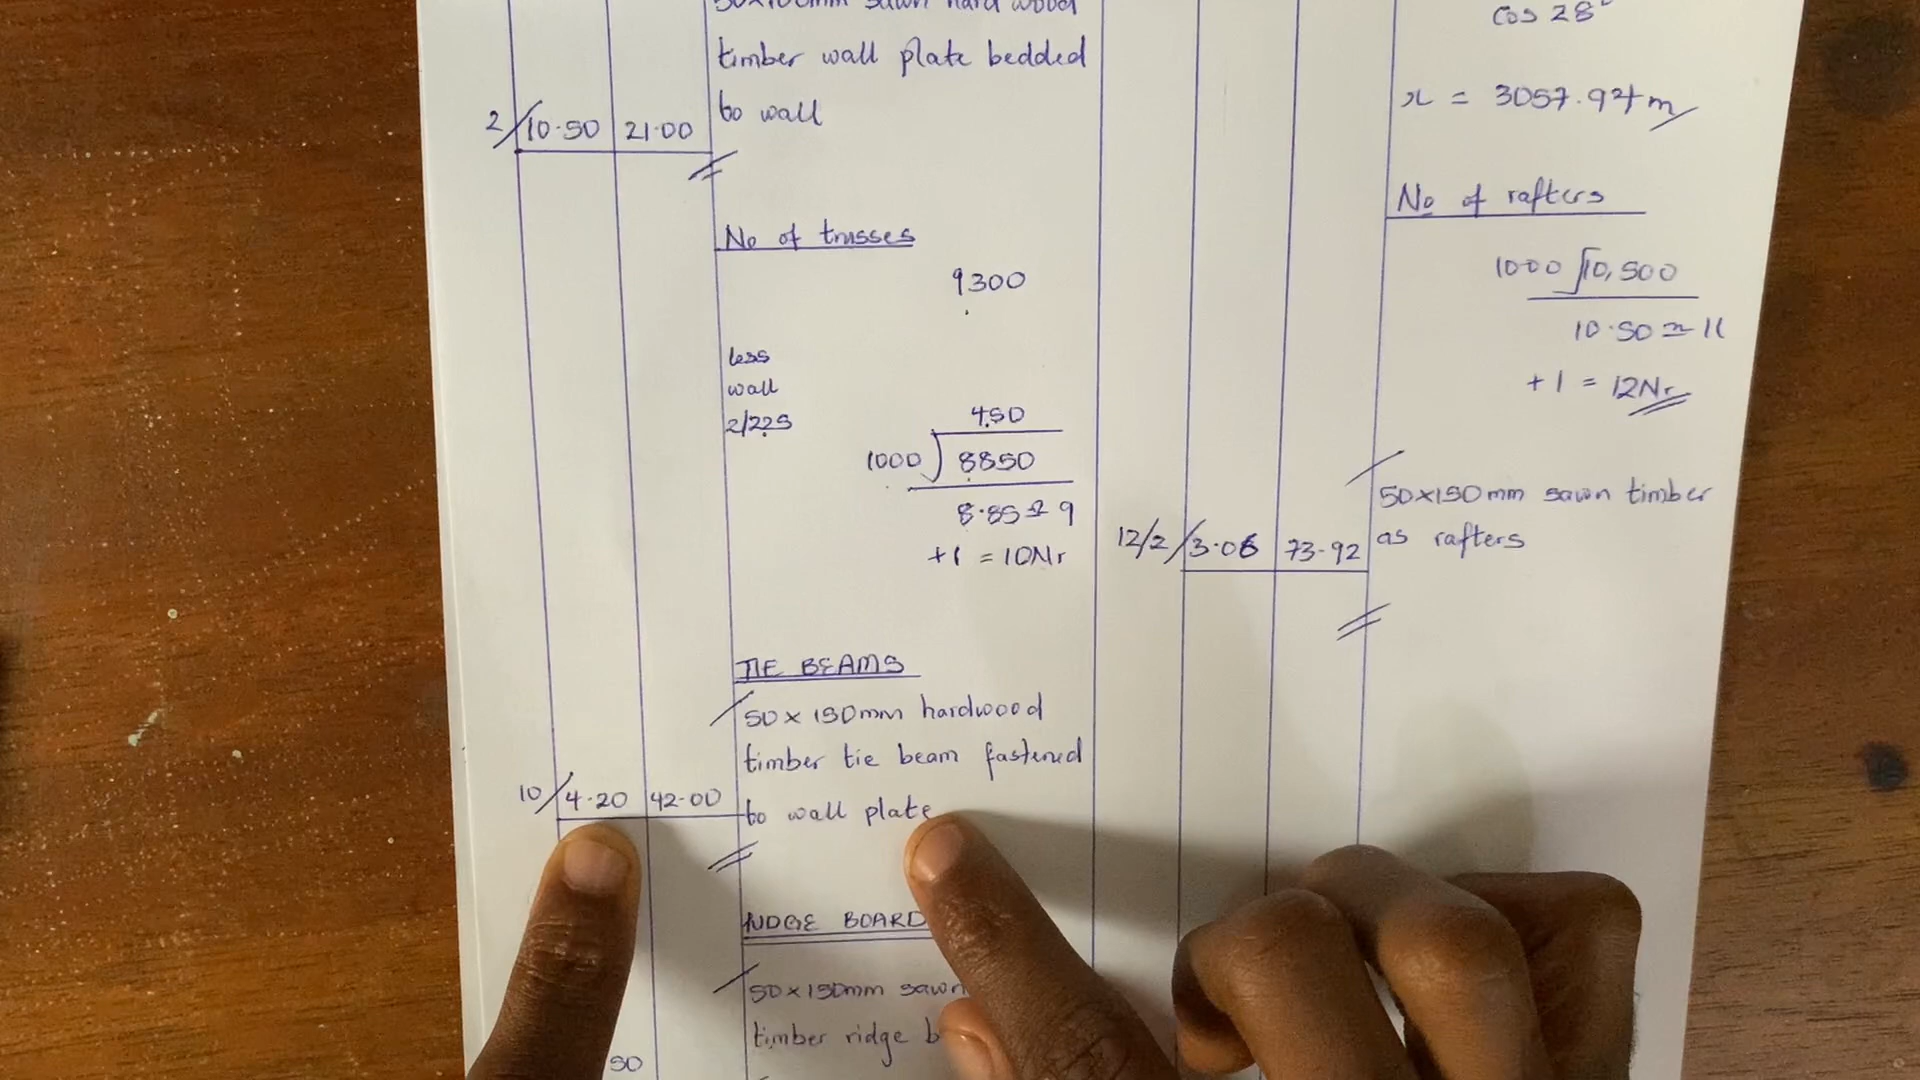 timber wall plate bedded
2/10.50 21.00 to wall
No of trusses
9300
less
wall
2/225 450
1000 8850
8.85 ≃ 9
+1 = 10Nr
TIE BEAMS
50 x 150mm hardwood
timber tie beam fastened
10/4.20 42.00 to wall plate
BOARD
50 x 150mm sawn
timber ridge b
50
cos 28°
x = 3057.924m
No of rafters
1000 10,500
10.50 ≃ 11
+1 = 12Nr
50x150mm sawn timber
12/2/3.08 73.92 as rafters